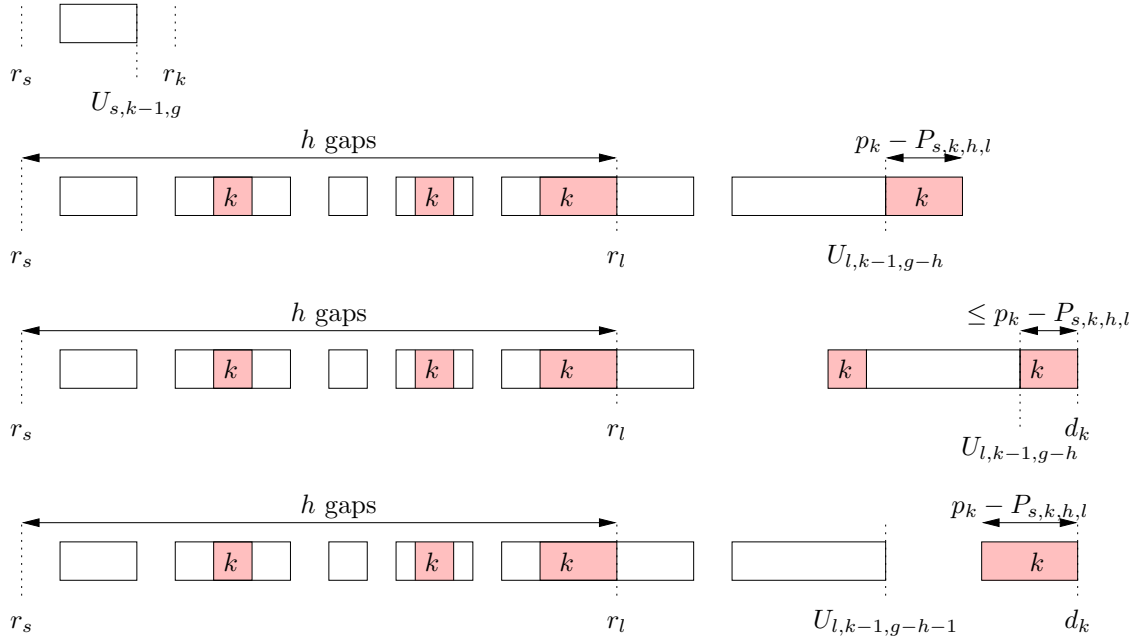 r_s r_k
U_{s,k−1,g}
h gaps p_k − P_{s,k,h,l}
k k k k
r_s r_l U_{l,k−1,g−h}
h gaps ≤ p_k − P_{s,k,h,l}
k k k k k
r_s r_l d_k
U_{l,k−1,g−h}
h gaps p_k − P_{s,k,h,l}
k k k k
r_s r_l U_{l,k−1,g−h−1} d_k